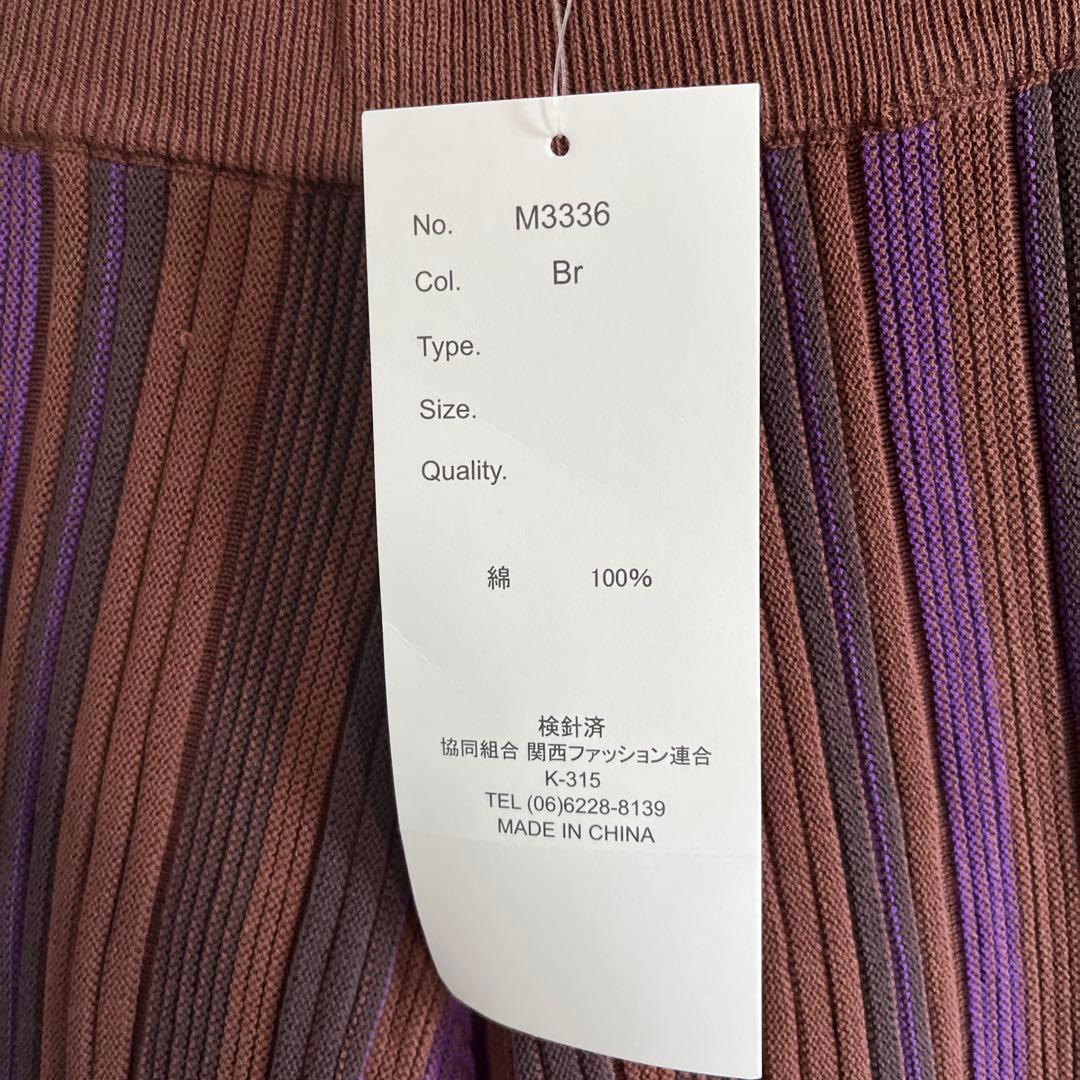 No. M3336
Col. Br
Type.
Size.
Quality.
綿 100%
検針済
協同組合 関西ファッション連合
K-315
TEL (06)6228-8139
MADE IN CHINA